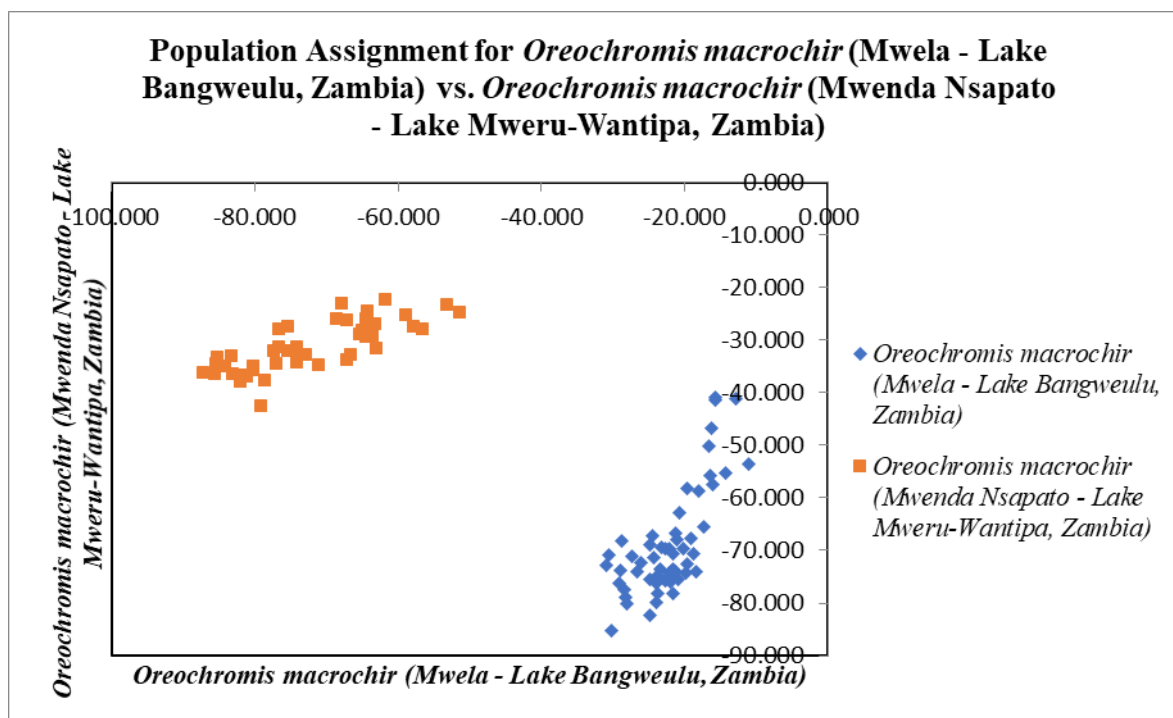 Population Assignment for Oreochromis macrochir (Mwela - Lake
Bangweulu, Zambia) vs. Oreochromis macrochir (Mwenda Nsapato
- Lake Mweru-Wantipa, Zambia)
Oreochromis macrochir (Mwenda Nsapato - Lake
Mweru-Wantipa, Zambia)
0.000
-100.000 -80.000 -60.000 -40.000 -20.000 0.000
-10.000
-20.000
-30.000
-40.000
-50.000
-60.000
-70.000
-80.000
-90.000
Oreochromis macrochir (Mwela - Lake Bangweulu, Zambia)
Oreochromis macrochir
(Mwela - Lake Bangweulu,
Zambia)
Oreochromis macrochir
(Mwenda Nsapato - Lake
Mweru-Wantipa, Zambia)